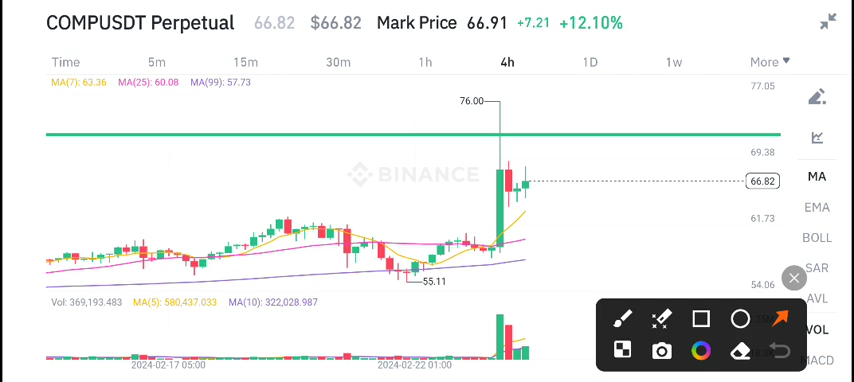 COMPUSDT Perpetual 66.82 $66.82 Mark Price 66.91 +7.21 +12.10%
Time 5m 15m 30m 1h 4h 1D 1w More
MA(7): 63.36 MA(25): 60.08 MA(99): 57.73
77.05
76.00
69.38
BINANCE
66.82
MA
EMA
61.73
BOLL
SAR
55.11
54.06
AVL
Vol: 369,193.483 MA(5): 580,437.033 MA(10): 322,028.987
VOL
MACD
2024-02-17 05:00 2024-02-22 01:00